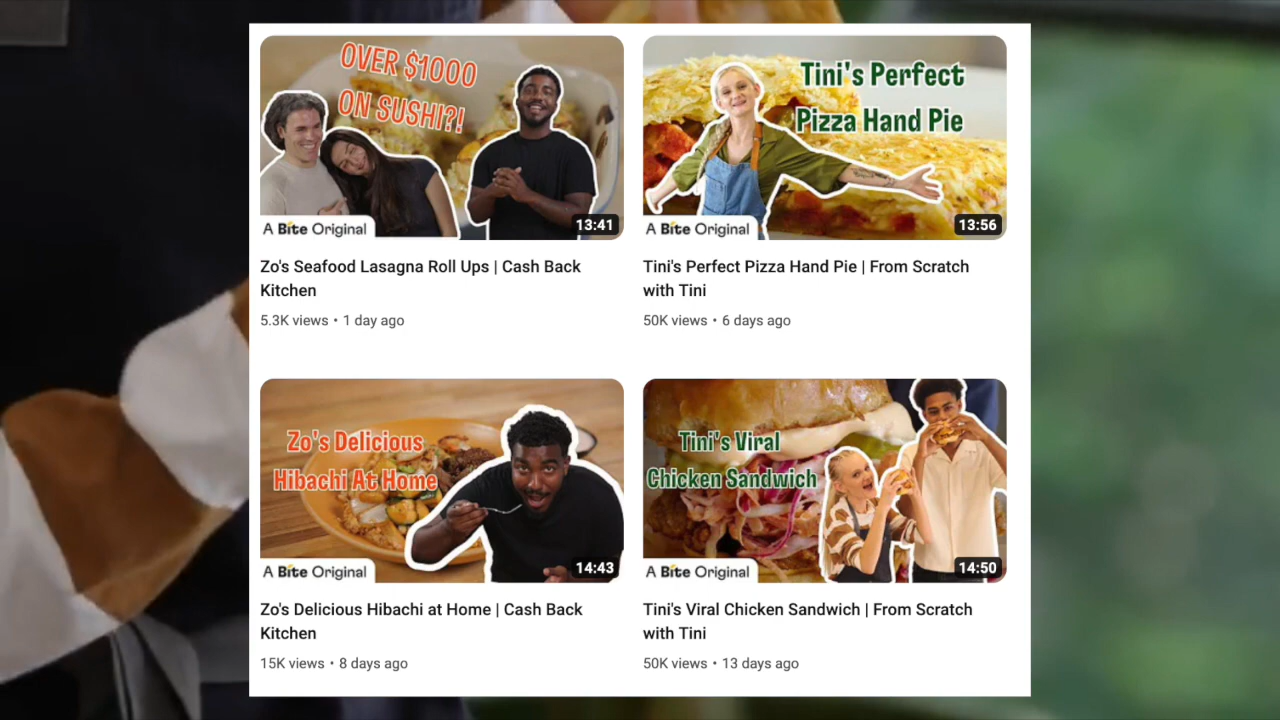 OVER $1000
ON SUSHI?!
A Bite Original
13:41
Zo's Seafood Lasagna Roll Ups | Cash Back
Kitchen
5.3K views • 1 day ago
Tini's Perfect
Pizza Hand Pie
A Bite Original
13:56
Tini's Perfect Pizza Hand Pie | From Scratch
with Tini
50K views • 6 days ago
Zo's Delicious
Hibachi At Home
A Bite Original
14:43
Zo's Delicious Hibachi at Home | Cash Back
Kitchen
15K views • 8 days ago
Tini's Viral
Chicken Sandwich
A Bite Original
14:50
Tini's Viral Chicken Sandwich | From Scratch
with Tini
50K views • 13 days ago